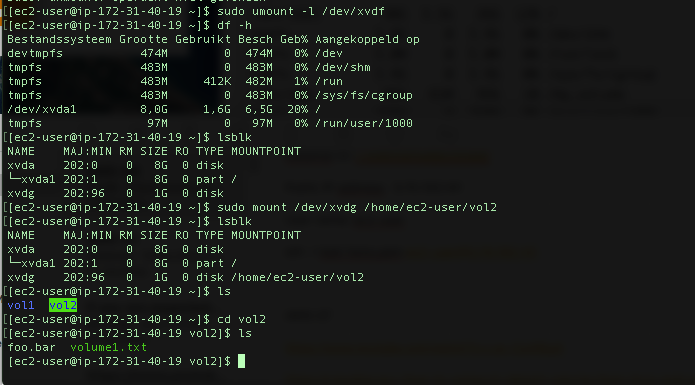 [[ec2-user@ip-172-31-40-19 ~]$ sudo umount -l /dev/xvdf
[[ec2-user@ip-172-31-40-19 ~]$ df -h
Bestandssysteem Grootte Gebruikt Besch Geb% Aangekoppeld op
devtmpfs 474M 0 474M 0% /dev
tmpfs 483M 0 483M 0% /dev/shm
tmpfs 483M 412K 482M 1% /run
tmpfs 483M 0 483M 0% /sys/fs/cgroup
/dev/xvda1 8,0G 1,6G 6,5G 20% /
tmpfs 97M 0 97M 0% /run/user/1000
[[ec2-user@ip-172-31-40-19 ~]$ lsblk
NAME MAJ:MIN RM SIZE RO TYPE MOUNTPOINT
xvda 202:0 0 8G 0 disk
└─xvda1 202:1 0 8G 0 part /
xvdg 202:96 0 1G 0 disk
[[ec2-user@ip-172-31-40-19 ~]$ sudo mount /dev/xvdg /home/ec2-user/vol2
[[ec2-user@ip-172-31-40-19 ~]$ lsblk
NAME MAJ:MIN RM SIZE RO TYPE MOUNTPOINT
xvda 202:0 0 8G 0 disk
└─xvda1 202:1 0 8G 0 part /
xvdg 202:96 0 1G 0 disk /home/ec2-user/vol2
[[ec2-user@ip-172-31-40-19 ~]$ ls
vol1 vol2
[[ec2-user@ip-172-31-40-19 ~]$ cd vol2
[[ec2-user@ip-172-31-40-19 vol2]$ ls
foo.bar volume1.txt
[ec2-user@ip-172-31-40-19 vol2]$